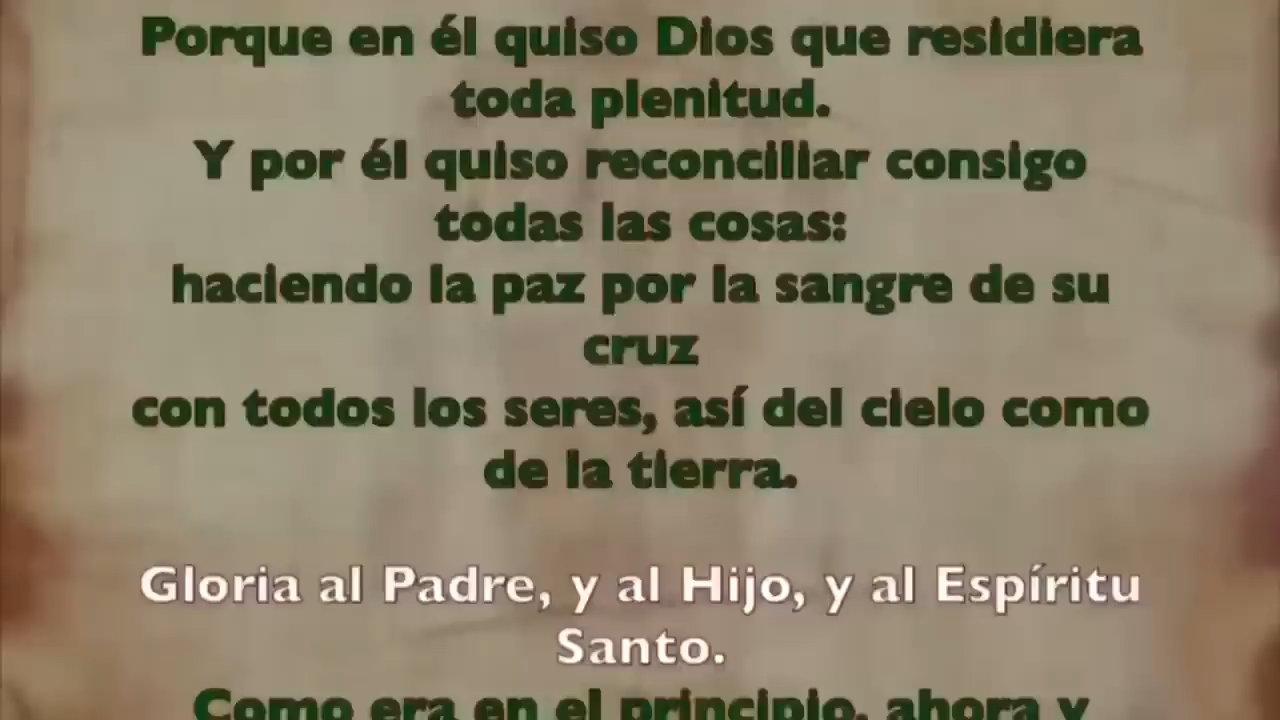 Porque en él quiso Dios que residiera
toda plenitud.
Y por él quiso reconciliar consigo
todas las cosas:
haciendo la paz por la sangre de su
cruz
con todos los seres, así del cielo como
de la tierra.
Gloria al Padre, y al Hijo, y al Espíritu
Santo.
Como era en el principio, ahora y